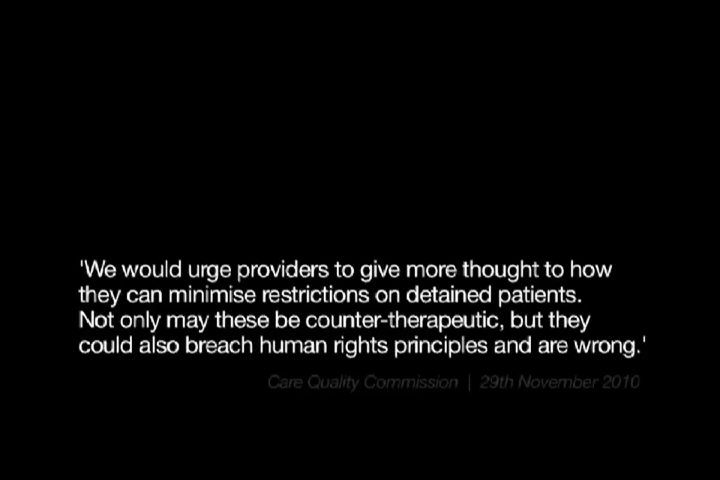 'We would urge providers to give more thought to how
they can minimise restrictions on detained patients.
Not only may these be counter-therapeutic, but they
could also breach human rights principles and are wrong.'
Care Quality Commission | 29th November 2010